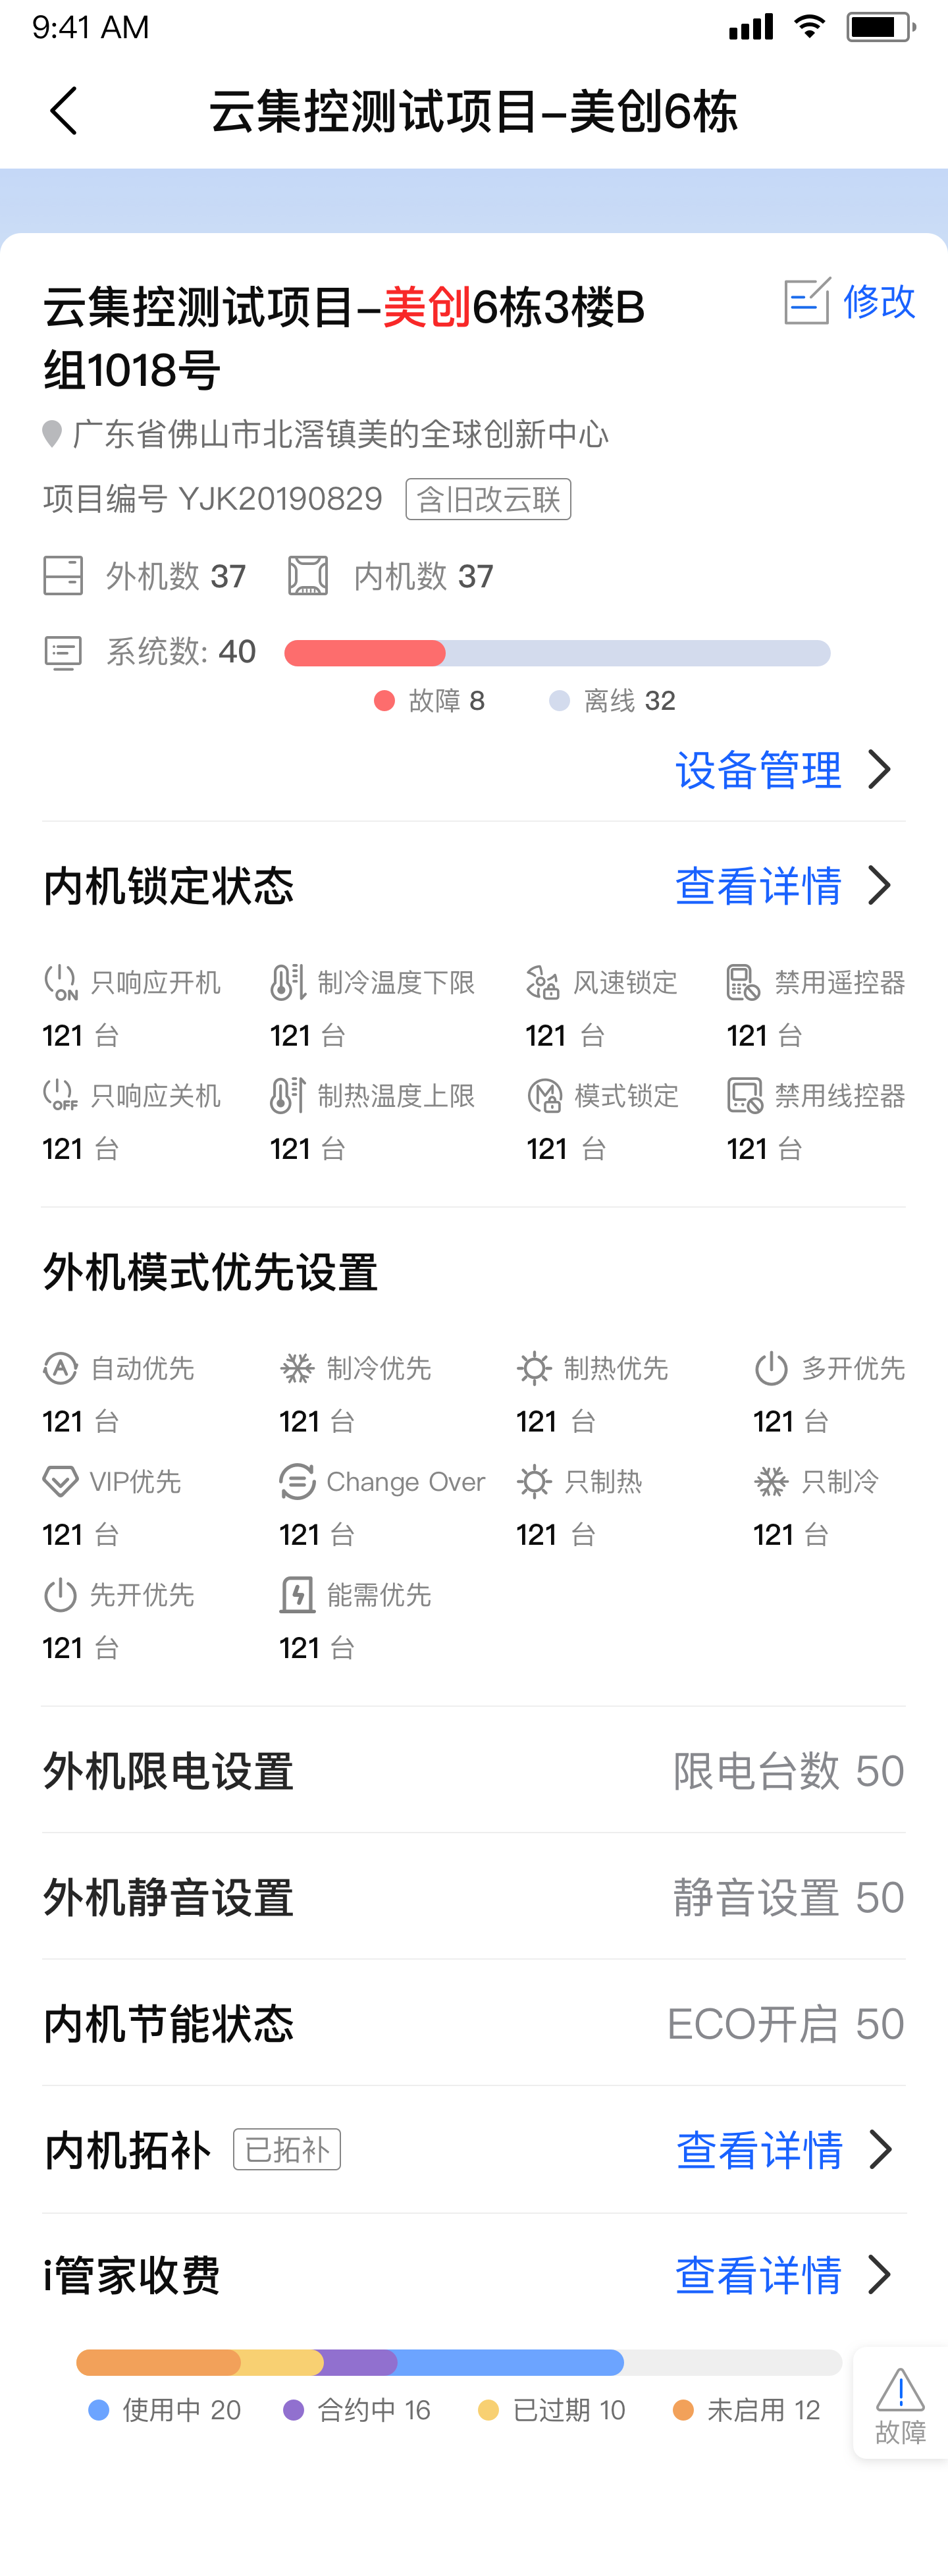 9:41 AM
云集控测试项目-美创6栋
云集控测试项目-美创6栋3楼B
组1018号
修改
广东省佛山市北滘镇美的全球创新中心
项目编号 YJK20190829 含旧改云联
外机数 37 内机数 37
系统数: 40
故障 8 离线 32
设备管理
内机锁定状态 查看详情
ON 只响应开机 制冷温度下限 风速锁定 禁用遥控器
121 台 121 台 121 台 121 台
OFF 只响应关机 制热温度上限 M 模式锁定 禁用线控器
121 台 121 台 121 台 121 台
外机模式优先设置
A 自动优先 制冷优先 制热优先 多开优先
121 台 121 台 121 台 121 台
VIP优先 Change Over 只制热 只制冷
121 台 121 台 121 台 121 台
先开优先 能需优先
121 台 121 台
外机限电设置 限电台数 50
外机静音设置 静音设置 50
内机节能状态 ECO开启 50
内机拓补 已拓补 查看详情
i管家收费 查看详情
使用中 20 合约中 16 已过期 10 未启用 12
故障